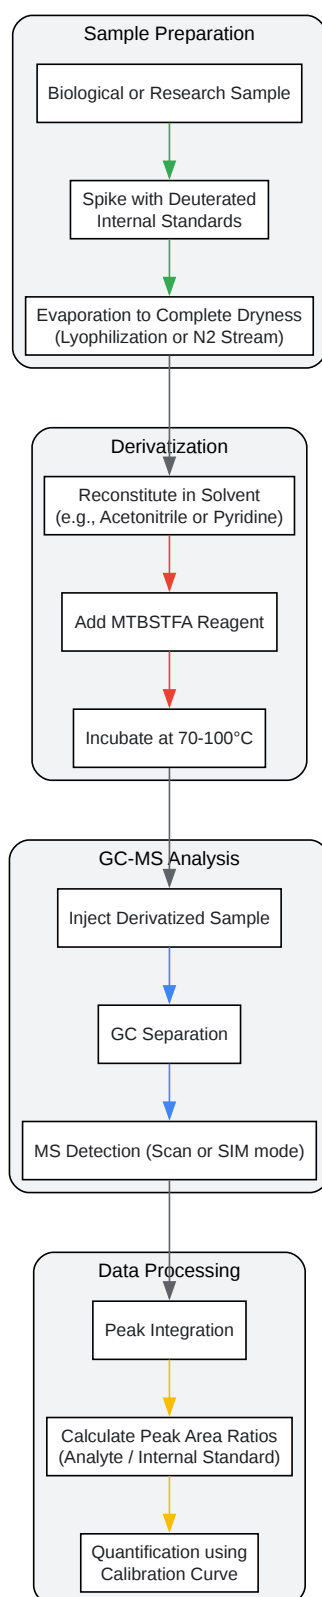 Sample Preparation
Biological or Research Sample
Spike with Deuterated
Internal Standards
Evaporation to Complete Dryness
(Lyophilization or N2 Stream)
Derivatization
Reconstitute in Solvent
(e.g., Acetonitrile or Pyridine)
Add MTBSTFA Reagent
Incubate at 70-100°C
GC-MS Analysis
Inject Derivatized Sample
GC Separation
MS Detection (Scan or SIM mode)
Data Processing
Peak Integration
Calculate Peak Area Ratios
(Analyte / Internal Standard)
Quantification using
Calibration Curve